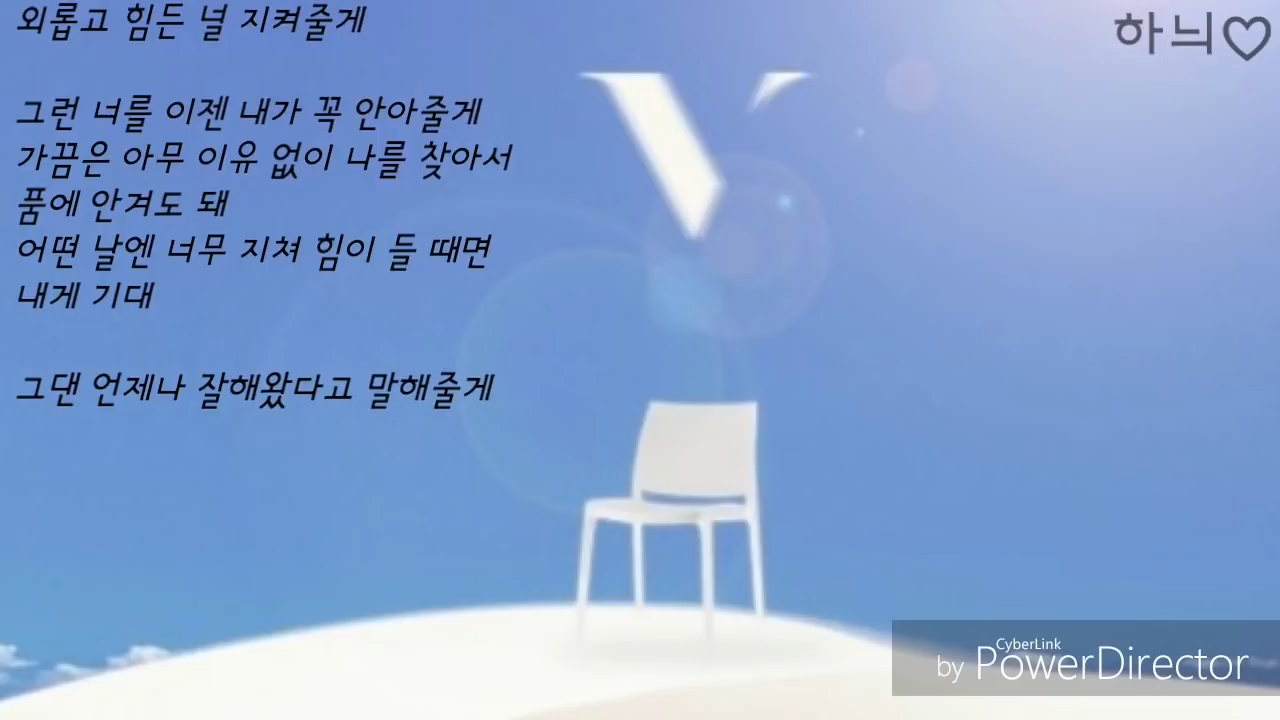 외롭고 힘든 널 지켜줄게
하늬♡
그런 너를 이젠 내가 꼭 안아줄게
가끔은 아무 이유 없이 나를 찾아서
품에 안겨도 돼
어떤 날엔 너무 지쳐 힘이 들 때면
내게 기대
그댄 언제나 잘해왔다고 말해줄게
Y
CyberLink
by PowerDirector